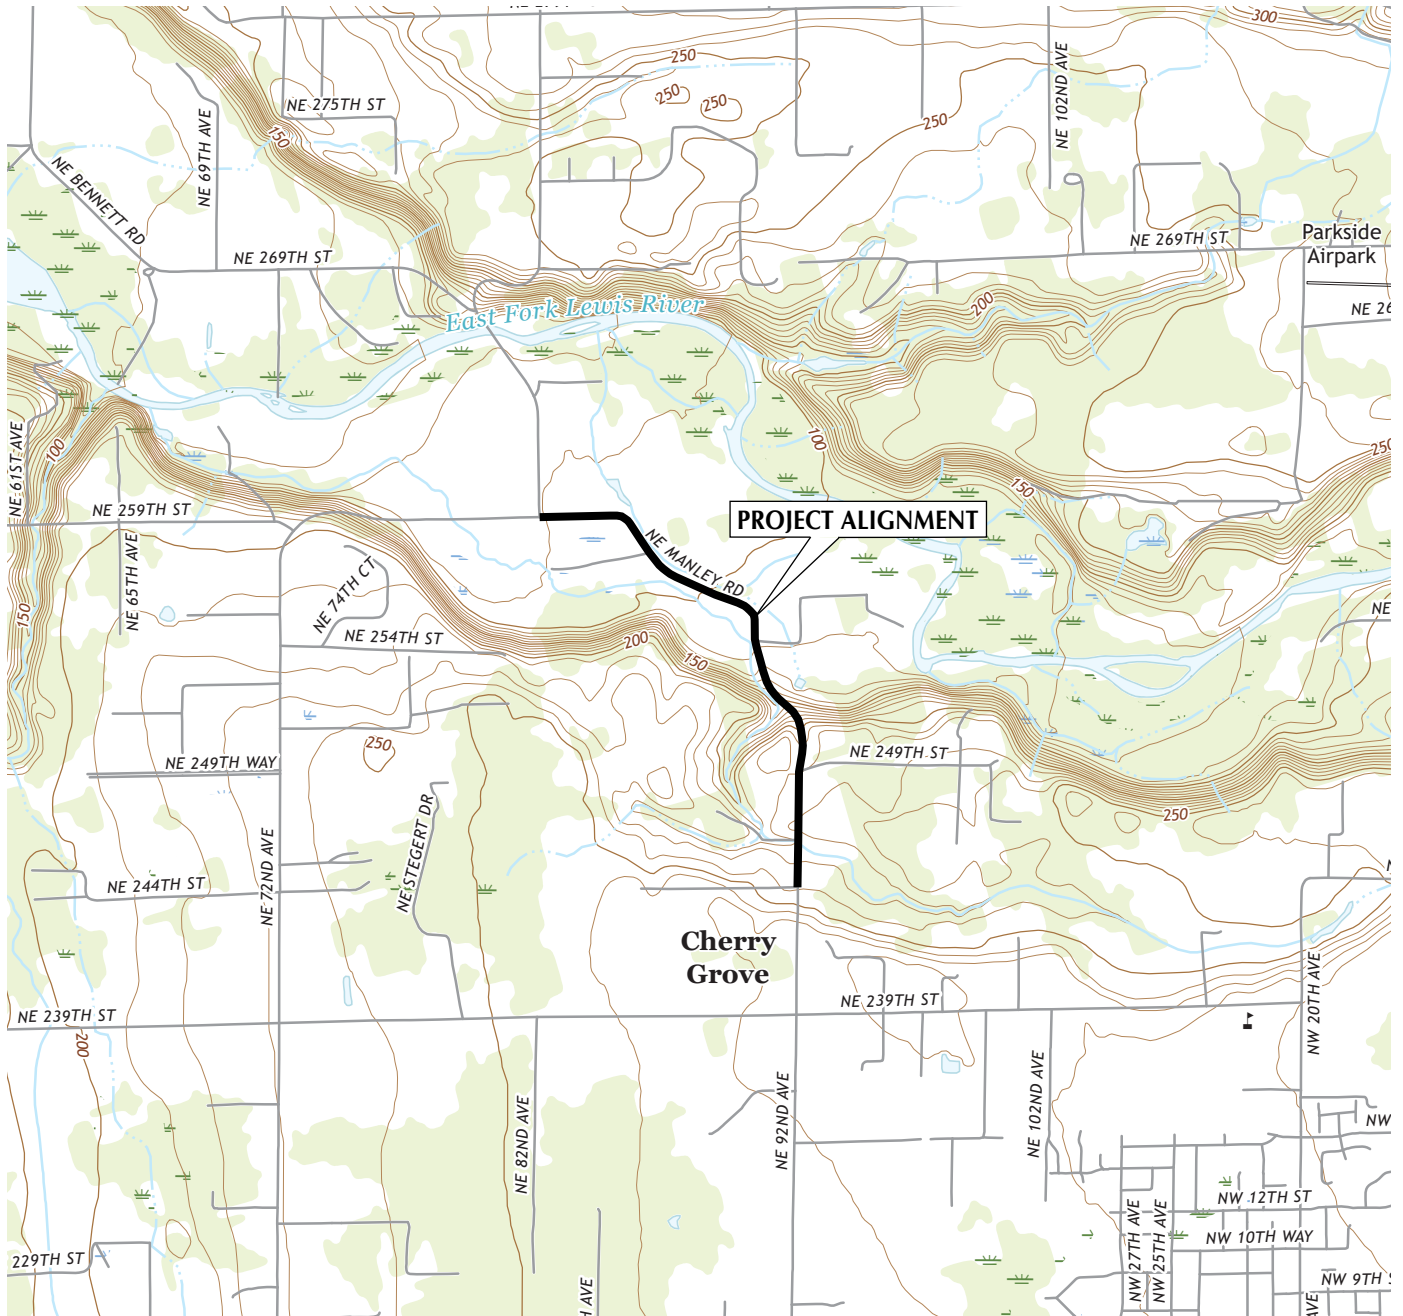 300
250
250
250
250
NE 102ND AVE
NE 275TH ST
150
NE 69TH AVE
NE BENNETT RD
NE 269TH ST
NE 269TH ST
Parkside
Airpark
NE 26
200
East Fork Lewis River
NE 61ST AVE
100
100
250
150
NE 259TH ST
PROJECT ALIGNMENT
NE MANLEY RD
NE 65TH AVE
NE 74TH CT
150
NE
NE 254TH ST
200
150
250
NE 249TH WAY
NE 249TH ST
250
NE STEGERT DR
NE 72ND AVE
NE 244TH ST
Cherry
Grove
NE 239TH ST
NE 239TH ST
NW 20TH AVE
200
NE 82ND AVE
NE 92ND AVE
NE 102ND AVE
NW
NW 12TH ST
NW 27TH AVE
NW 25TH AVE
NW 10TH WAY
229TH ST
NW 9TH
AVE
AVE